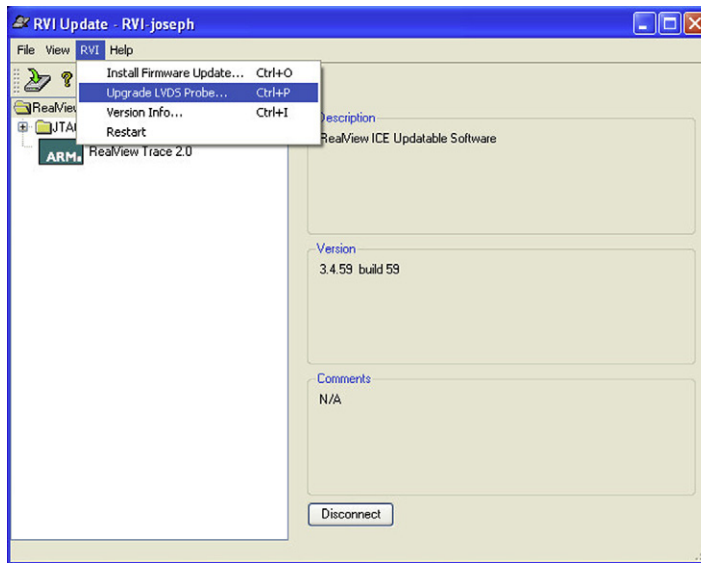 RVI Update - RVI-joseph
File View RVI Help
Install Firmware Update... Ctrl+O
Upgrade LVDS Probe... Ctrl+P
Version Info... Ctrl+I
Restart
ARM
RealView Trace 2.0
Description
RealView ICE Updatable Software
Version
3.4.59 build 59
Comments
N/A
Disconnect